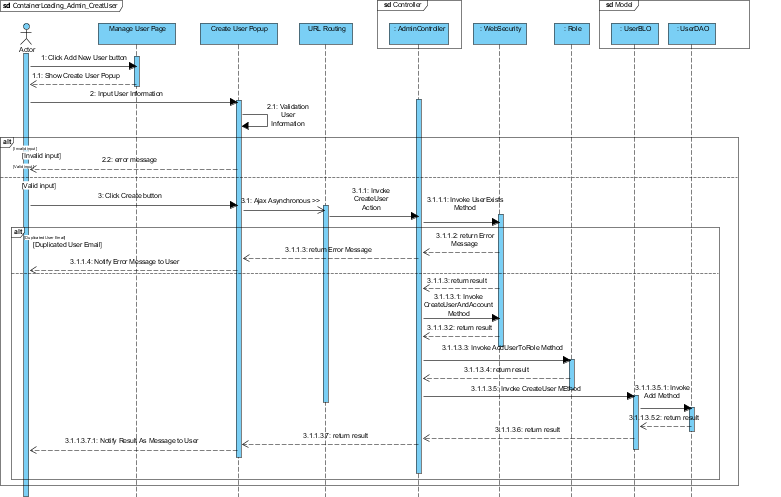 sd ContainerLoading_Admin_CreatUser
sd Controller
sd Model
Manage User Page
Create User Popup
URL Routing
: AdminController
: WebSecurity
: Role
: UserBLO
: UserDAO
Actor
1: Click Add New User button
1.1: Show Create User Popup
2: Input User Information
2.1: Validation
User
Information
alt
[Invalid input]
[Invalid input]
2.2: error message
[Valid input]
[Valid input]
3: Click Create button
3.1: Ajax Asynchronous >>
3.1.1: Invoke
CreateUser
Action
3.1.1.1: Invoke UserExists
Method
alt
[Duplicated User Email]
[Duplicated User Email]
3.1.1.2: return Error
Message
3.1.1.3: return Error Message
3.1.1.4: Notify Error Message to User
3.1.1.3: return result
3.1.1.3.1: Invoke
CreateUserAndAccount
Method
3.1.1.3.2: return result
3.1.1.3.3: Invoke AddUserToRole Method
3.1.1.3.4: return result
3.1.1.3.5: Invoke CreateUser MEthod
3.1.1.3.5.1: Invoke
Add Method
3.1.1.3.5.2: return result
3.1.1.3.6: return result
3.1.1.3.7: return result
3.1.1.3.7.1: Notify Result As Message to User